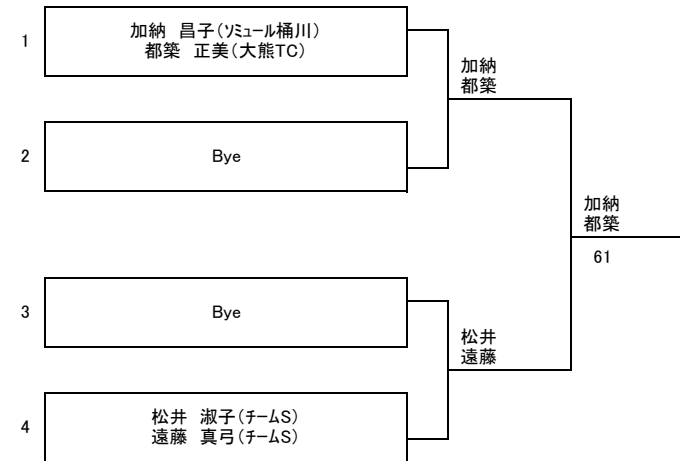 1
加納　昌子(ｿﾐｭｰﾙ桶川)
都築　正美(大熊TC)
加納
都築
2
Bye
加納
都築
61
3
Bye
松井
遠藤
4
松井　淑子(ﾁｰﾑS)
遠藤　真弓(ﾁｰﾑS)